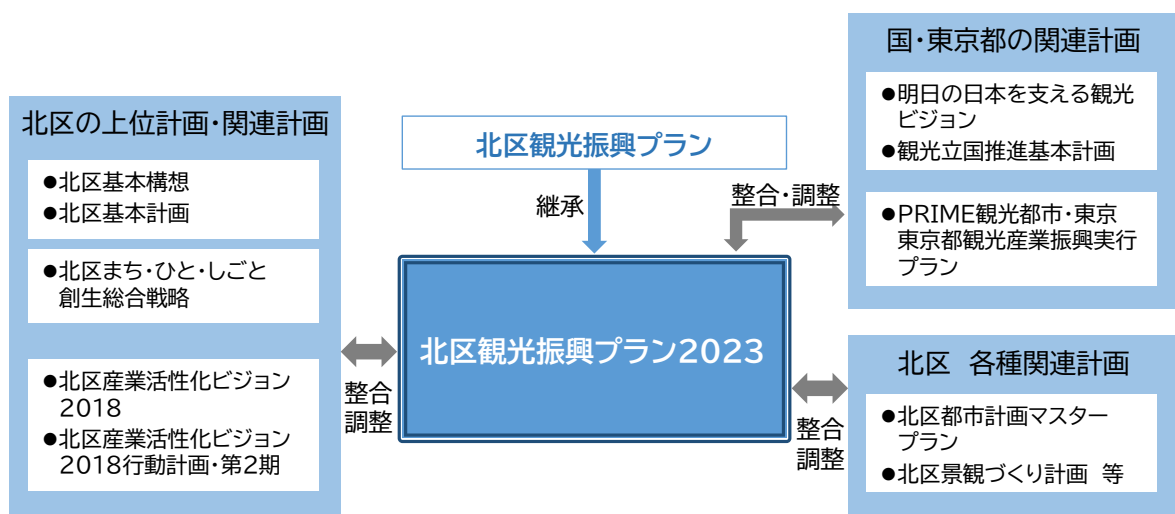 北区の上位計画・関連計画
●北区基本構想
●北区基本計画
●北区まち・ひと・しごと
創生総合戦略
●北区産業活性化ビジョン
2018
●北区産業活性化ビジョン
2018行動計画・第2期
整合
調整
北区観光振興プラン
継承
整合・調整
北区観光振興プラン2023
国・東京都の関連計画
●明日の日本を支える観光
ビジョン
●観光立国推進基本計画
●PRIME観光都市・東京
東京都観光産業振興実行
プラン
整合
調整
北区　各種関連計画
●北区都市計画マスター
プラン
●北区景観づくり計画　等